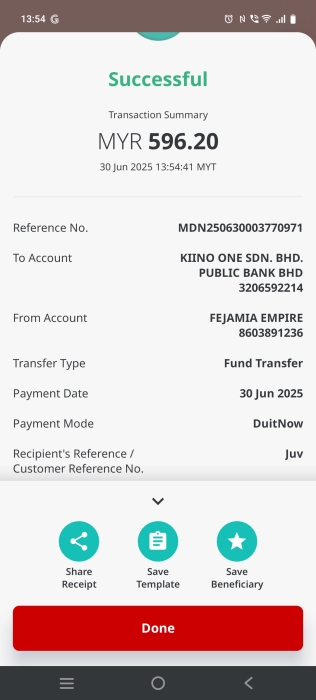 13:54 G
Successful
Transaction Summary
MYR 596.20
30 Jun 2025 13:54:41 MYT
Reference No. MDN250630003770971
To Account KIINO ONE SDN. BHD.
PUBLIC BANK BHD
3206592214
From Account FEJAMIA EMPIRE
8603891236
Transfer Type Fund Transfer
Payment Date 30 Jun 2025
Payment Mode DuitNow
Recipient's Reference / Juv
Customer Reference No.
Share Save Save
Receipt Template Beneficiary
Done